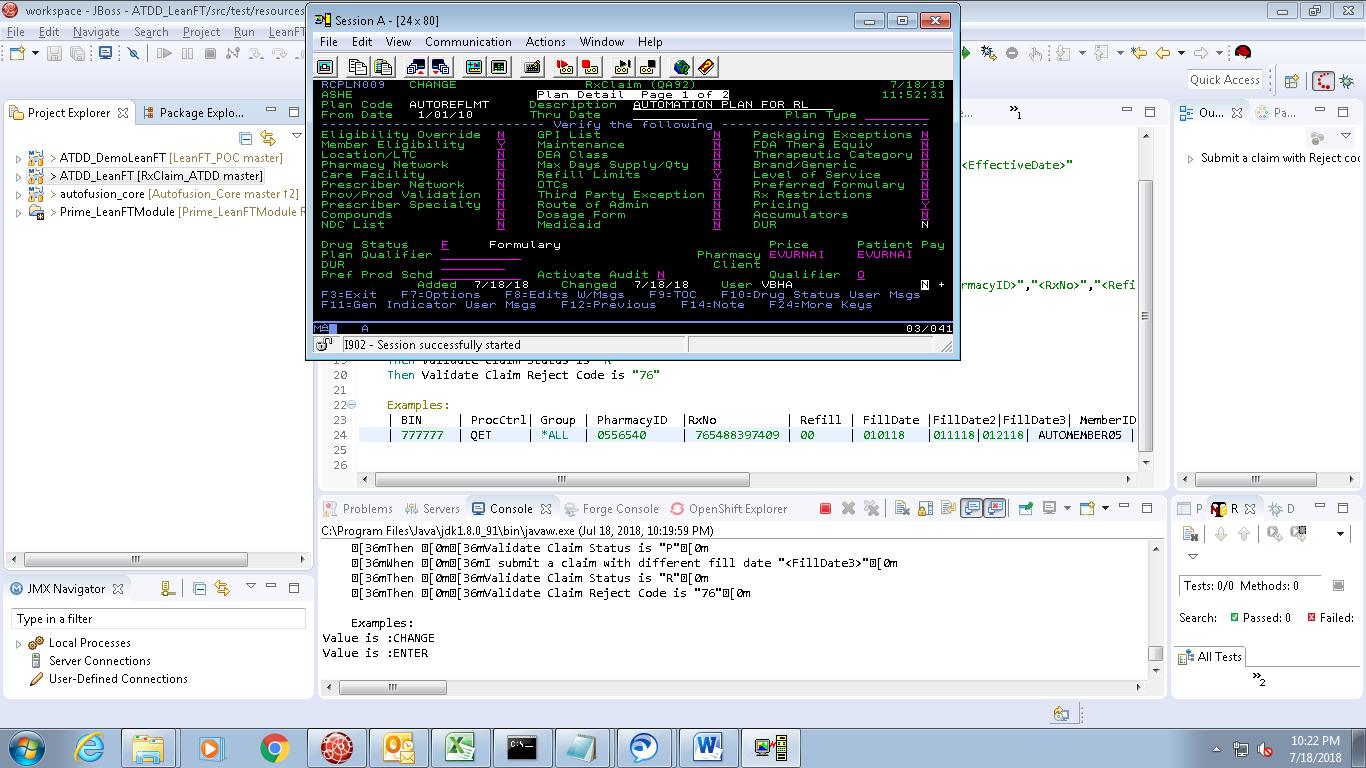 workspace - JBoss - ATDD_LeanFT/src/test/resources
File Edit Navigate Search Project Run LeanFT
Quick Access
Project Explorer Package Explo...
> ATDD_DemoLeanFT [LeanFT_POC master]
> ATDD_LeanFT [RxClaim_ATDD master]
> autofusion_core [Autofusion_Core master ↑2]
> Prime_LeanFTModule [Prime_LeanFTModule R
JMX Navigator
Type in a filter
Local Processes
Server Connections
User-Defined Connections
Session A - [24 x 80]
File Edit View Communication Actions Window Help
RCPLN009 CHANGE RxClaim (QA92) 7/18/18
ASHE Plan Detail Page 1 of 2 11:52:31
Plan Code AUTOREFLMT Description AUTOMATION PLAN FOR RL
From Date 1/01/10 Thru Date Plan Type
Verify the following
Eligibility Override N GPI List N Packaging Exceptions N
Member Eligibility Y Maintenance N FDA Thera Equiv N
Location/LTC N DEA Class N Therapeutic Category N
Pharmacy Network N Max Days Supply/Qty N Brand/Generic N
Care Facility N Refill Limits Y Level of Service N
Prescriber Network N OTCs N Preferred Formulary N
Prov/Prod Validation N Third Party Exception N Rx Restrictions N
Prescriber Specialty N Route of Admin N Pricing Y
Compounds N Dosage Form N Accumulators N
NDC List N Medicaid N DUR N
Drug Status F Formulary Price Patient Pay
Plan Qualifier Pharmacy EVURNAI EVURNAI
DUR Client
Pref Prod Schd Activate Audit N Qualifier O
Added 7/18/18 Changed 7/18/18 User VBHA N +
F3=Exit F7=Options F8=Edits W/Msgs F9=TOC F10=Drug Status User Msgs
F11=Gen Indicator User Msgs F12=Previous F14=Note F24=More Keys
MA A 03/041
I902 - Session successfully started
<EffectiveDate>"
rmacyID>","<RxNo>","<Refi
20 Then Validate Claim Reject Code is "76"
21
22 Examples:
23 | BIN | ProcCtrl| Group | PharmacyID |RxNo | Refill | FillDate |FillDate2|FillDate3| MemberID
24 | 777777 | QET | *ALL | 0556540 | 765488397409 | 00 | 010118 |011118|012118| AUTOMEMBER05 |
25
26
Ou... Pa...
Submit a claim with Reject co
Problems Servers Console Forge Console OpenShift Explorer
C:\Program Files\Java\jdk1.8.0_91\bin\javaw.exe (Jul 18, 2018, 10:19:59 PM)
[36mThen [0m[36mValidate Claim Status is "P"[0m
[36mWhen [0m[36mI submit a claim with different fill date "<FillDate3>"[0m
[36mThen [0m[36mValidate Claim Status is "R"[0m
[36mThen [0m[36mValidate Claim Reject Code is "76"[0m
Examples:
Value is :CHANGE
Value is :ENTER
P R D
Tests: 0/0 Methods: 0
Search: Passed: 0 Failed:
All Tests
»2
10:22 PM
7/18/2018